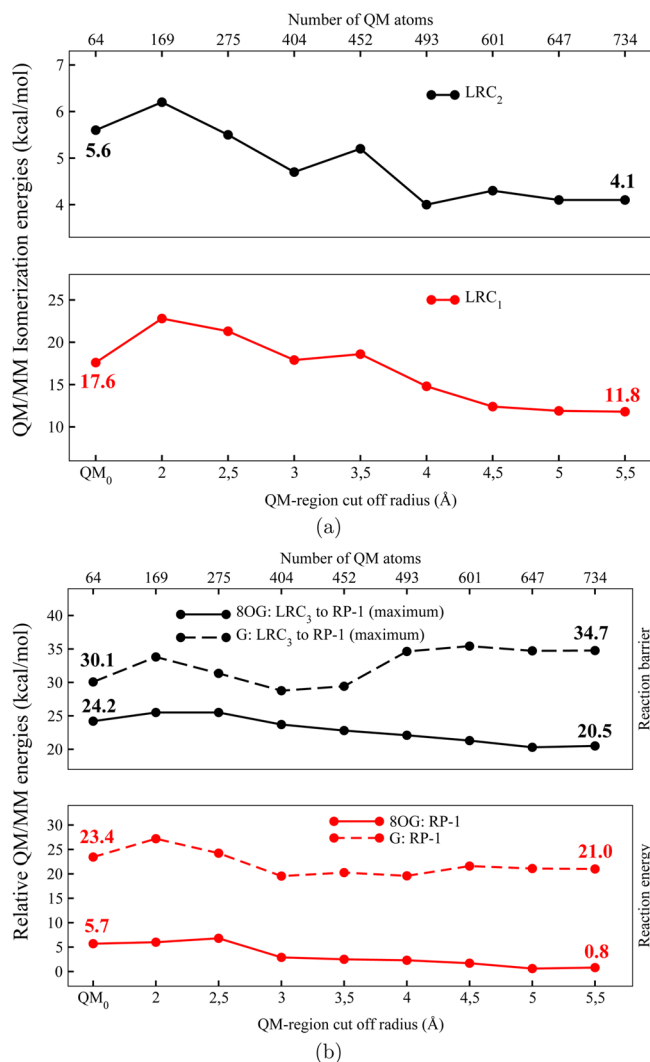 Number of QM atoms
64 169 275 404 452 493 601 647 734
QM/MM Isomerization energies (kcal/mol)
7
6
5
4
LRC2
5.6
4.1
25
20
15
10
LRC1
17.6
11.8
QM0 2 2,5 3 3,5 4 4,5 5 5,5
QM-region cut off radius (Å)
(a)
Number of QM atoms
64 169 275 404 452 493 601 647 734
Relative QM/MM energies (kcal/mol)
40
35
30
25
20
8OG: LRC3 to RP-1 (maximum)
G: LRC3 to RP-1 (maximum)
30.1
34.7
24.2
20.5
Reaction barrier
30
25
20
15
10
5
0
8OG: RP-1
G: RP-1
23.4
21.0
5.7
0.8
Reaction energy
QM0 2 2,5 3 3,5 4 4,5 5 5,5
QM-region cut off radius (Å)
(b)